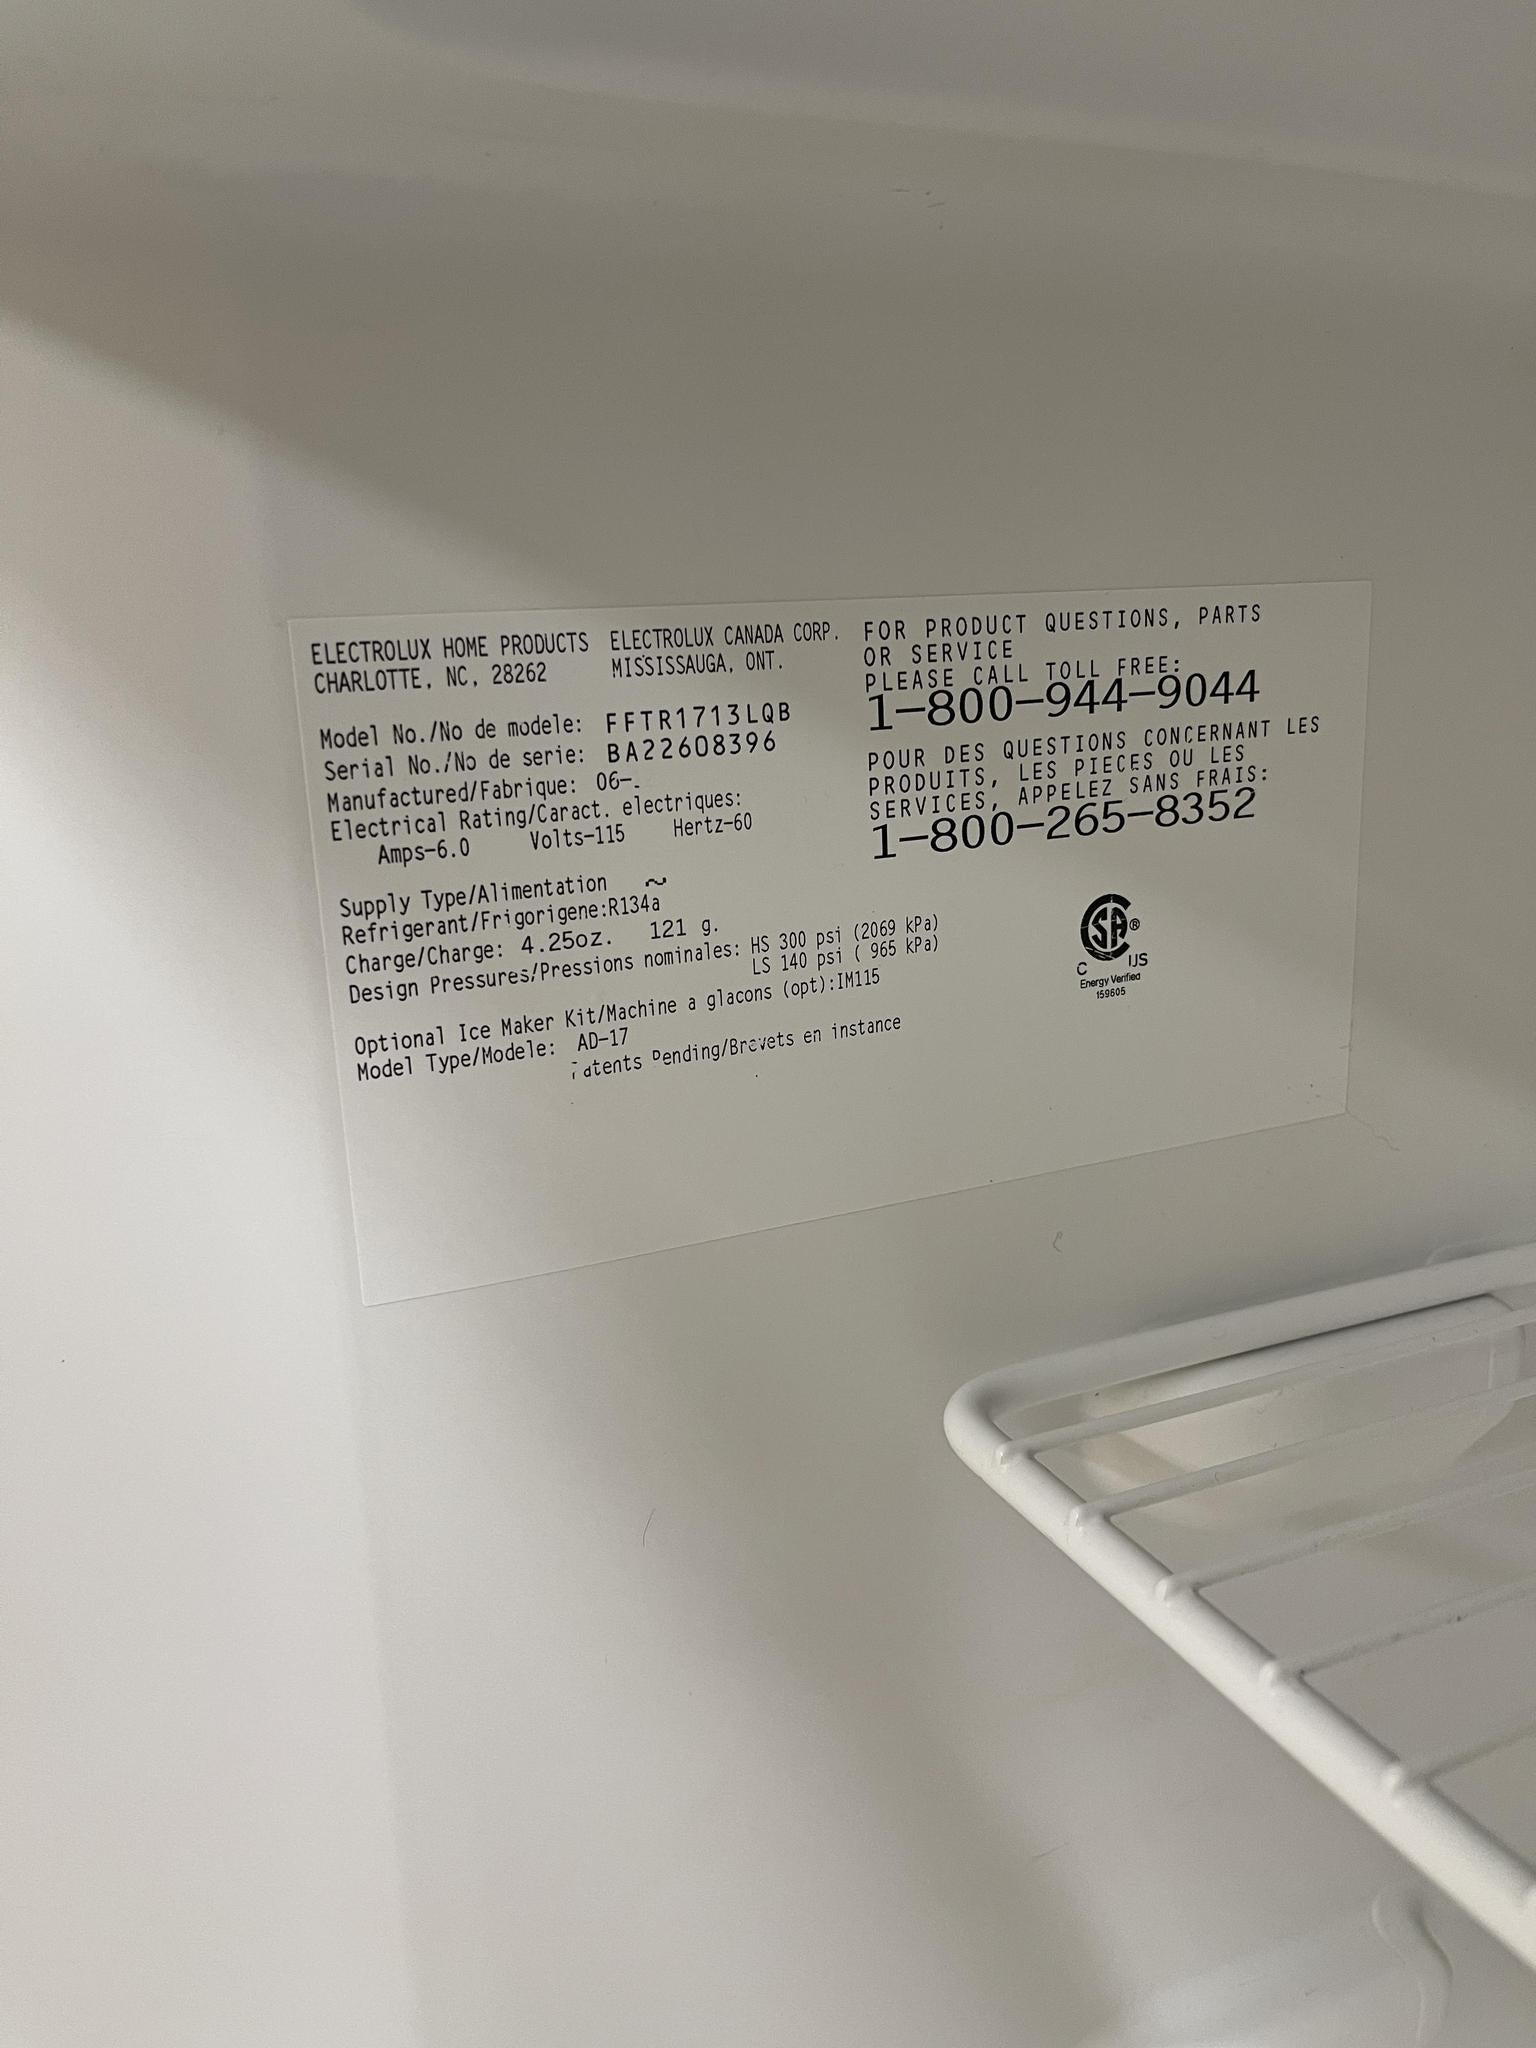 ELECTROLUX HOME PRODUCTS
CHARLOTTE, NC, 28262
ELECTROLUX CANADA CORP.
MISSISSAUGA, ONT.
Model No./No de modele: FFTR1713LQB
Serial No./No de serie: BA22608396
Manufactured/Fabrique: 06-
Electrical Rating/Caract. electriques:
Amps-6.0 Volts-115 Hertz-60
Supply Type/Alimentation ~
Refrigerant/Frigorigene:R134a
Charge/Charge: 4.25oz. 121 g.
Design Pressures/Pressions nominales: HS 300 psi (2069 kPa)
LS 140 psi ( 965 kPa)
Optional Ice Maker Kit/Machine a glacons (opt):IM115
Model Type/Modele: AD-17
Patents Pending/Brevets en instance
FOR PRODUCT QUESTIONS, PARTS
OR SERVICE
PLEASE CALL TOLL FREE:
1-800-944-9044
POUR DES QUESTIONS CONCERNANT LES
PRODUITS, LES PIECES OU LES
SERVICES, APPELEZ SANS FRAIS:
1-800-265-8352
SA ®
C US
Energy Verified
159605